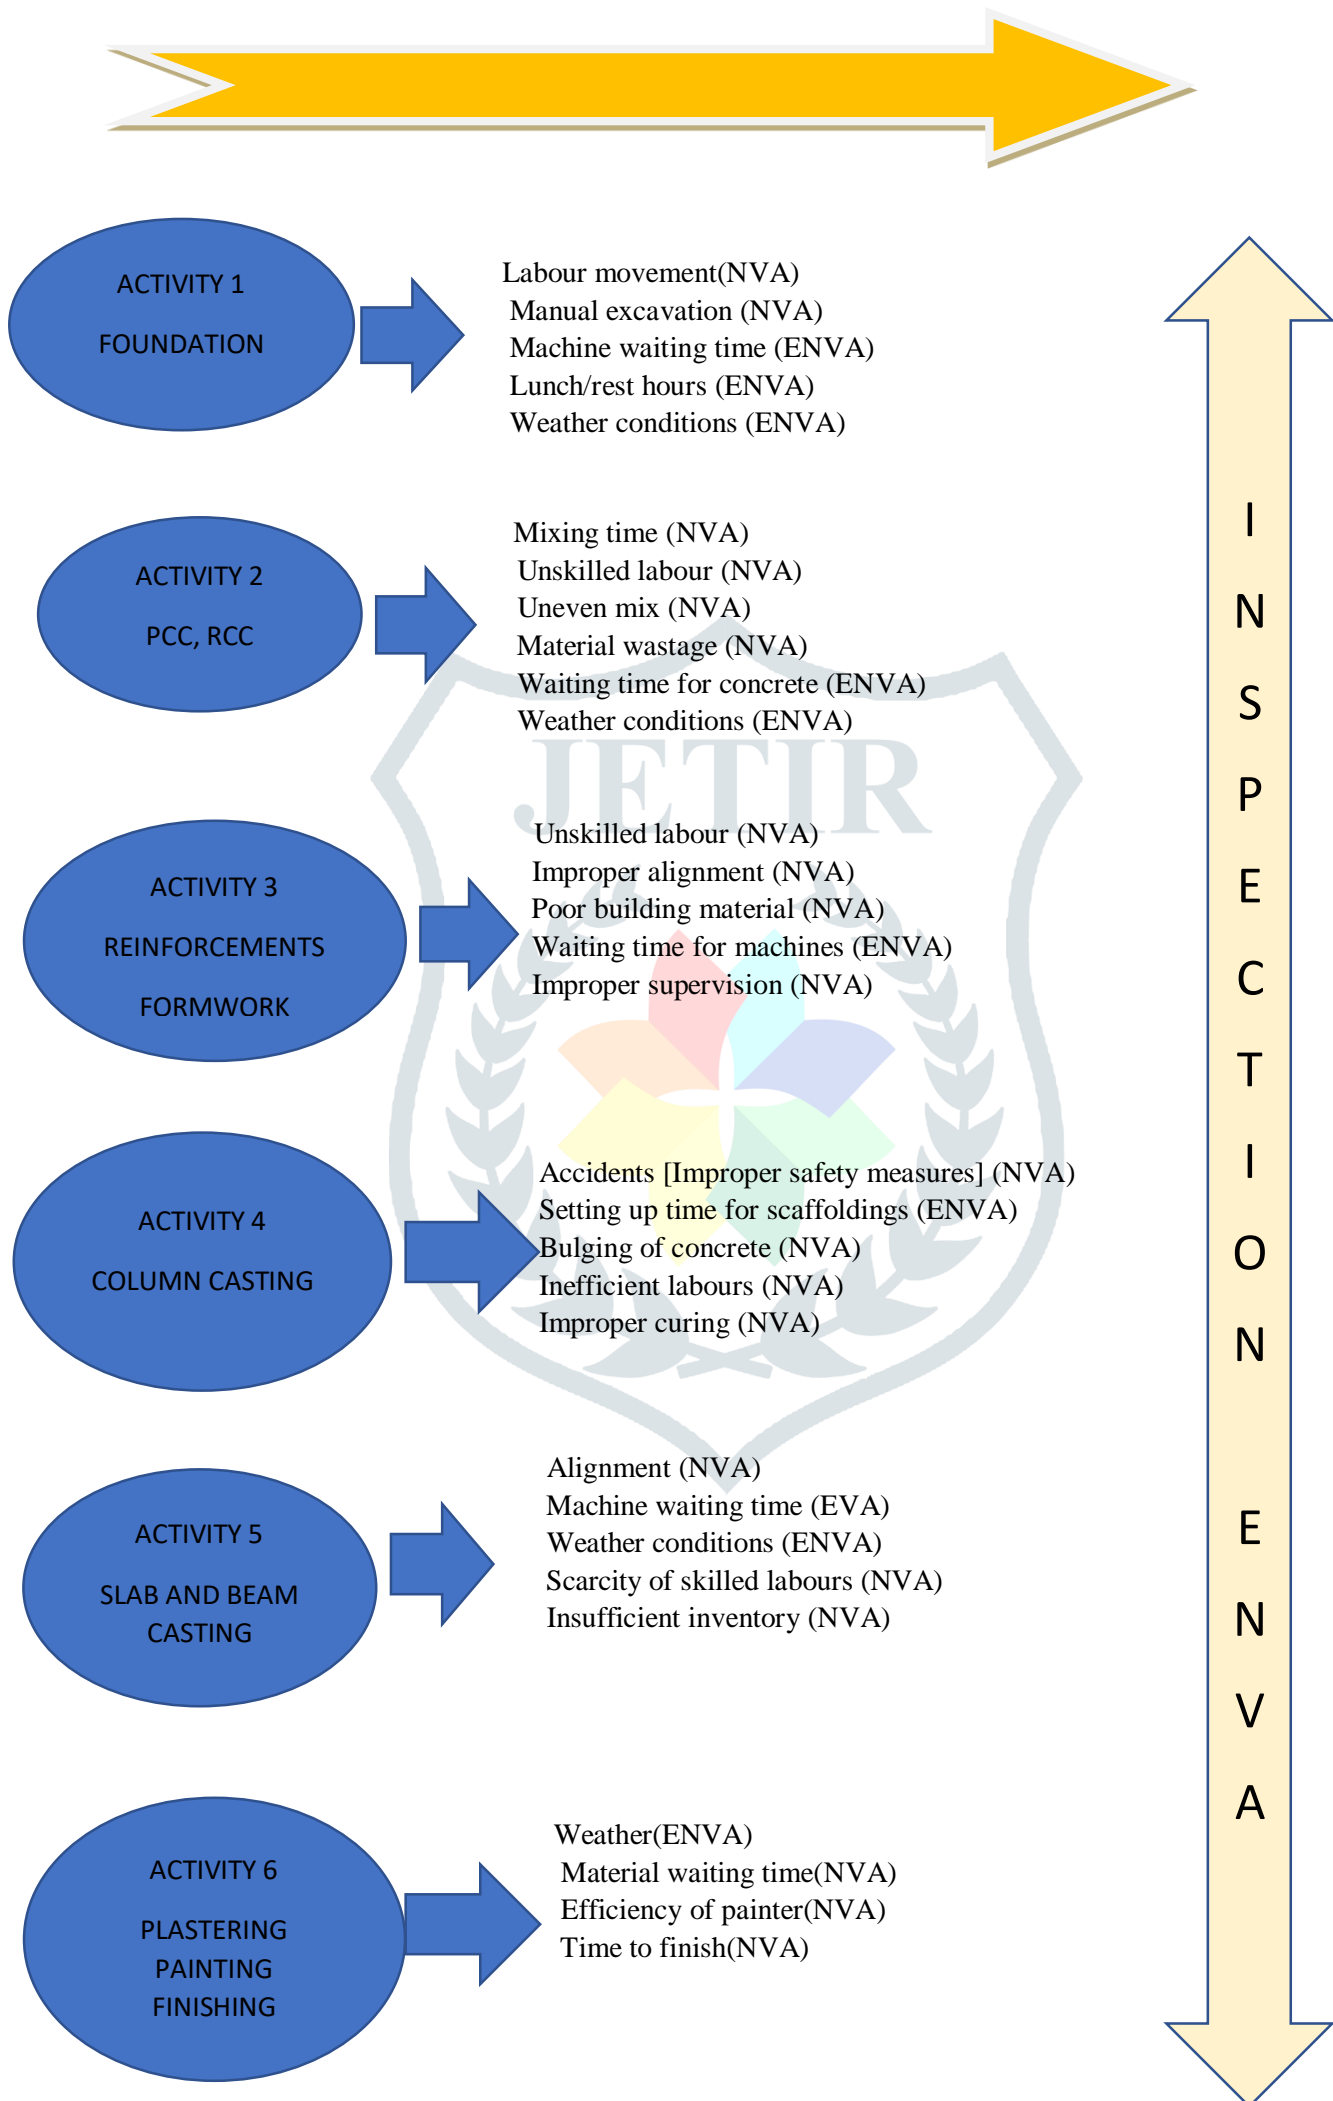 ACTIVITY 1
FOUNDATION
Labour movement(NVA)
Manual excavation (NVA)
Machine waiting time (ENVA)
Lunch/rest hours (ENVA)
Weather conditions (ENVA)
ACTIVITY 2
PCC, RCC
Mixing time (NVA)
Unskilled labour (NVA)
Uneven mix (NVA)
Material wastage (NVA)
Waiting time for concrete (ENVA)
Weather conditions (ENVA)
JETIR
ACTIVITY 3
REINFORCEMENTS
FORMWORK
Unskilled labour (NVA)
Improper alignment (NVA)
Poor building material (NVA)
Waiting time for machines (ENVA)
Improper supervision (NVA)
ACTIVITY 4
COLUMN CASTING
Accidents [Improper safety measures] (NVA)
Setting up time for scaffoldings (ENVA)
Bulging of concrete (NVA)
Inefficient labours (NVA)
Improper curing (NVA)
ACTIVITY 5
SLAB AND BEAM
CASTING
Alignment (NVA)
Machine waiting time (EVA)
Weather conditions (ENVA)
Scarcity of skilled labours (NVA)
Insufficient inventory (NVA)
ACTIVITY 6
PLASTERING
PAINTING
FINISHING
Weather(ENVA)
Material waiting time(NVA)
Efficiency of painter(NVA)
Time to finish(NVA)
I
N
S
P
E
C
T
I
O
N
E
N
V
A